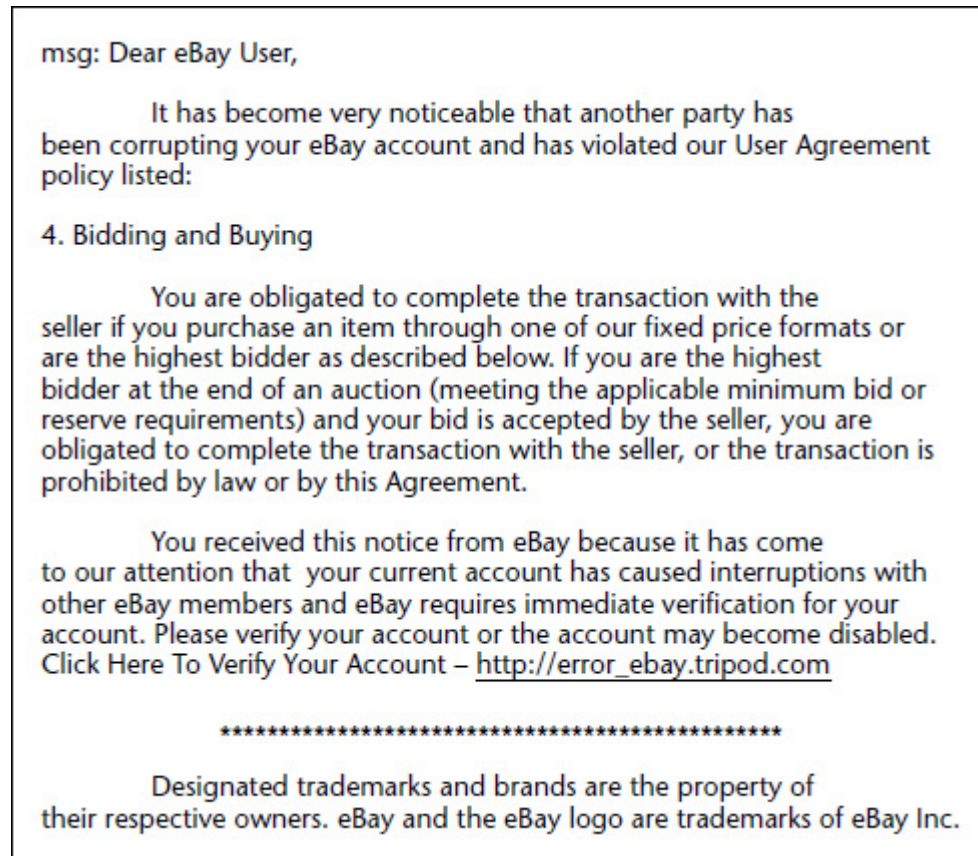 msg: Dear eBay User,
It has become very noticeable that another party has
been corrupting your eBay account and has violated our User Agreement
policy listed:
4. Bidding and Buying
You are obligated to complete the transaction with the
seller if you purchase an item through one of our fixed price formats or
are the highest bidder as described below. If you are the highest
bidder at the end of an auction (meeting the applicable minimum bid or
reserve requirements) and your bid is accepted by the seller, you are
obligated to complete the transaction with the seller, or the transaction is
prohibited by law or by this Agreement.
You received this notice from eBay because it has come
to our attention that  your current account has caused interruptions with
other eBay members and eBay requires immediate verification for your
account. Please verify your account or the account may become disabled.
Click Here To Verify Your Account – http://error_ebay.tripod.com
*************************************************
Designated trademarks and brands are the property of
their respective owners. eBay and the eBay logo are trademarks of eBay Inc.